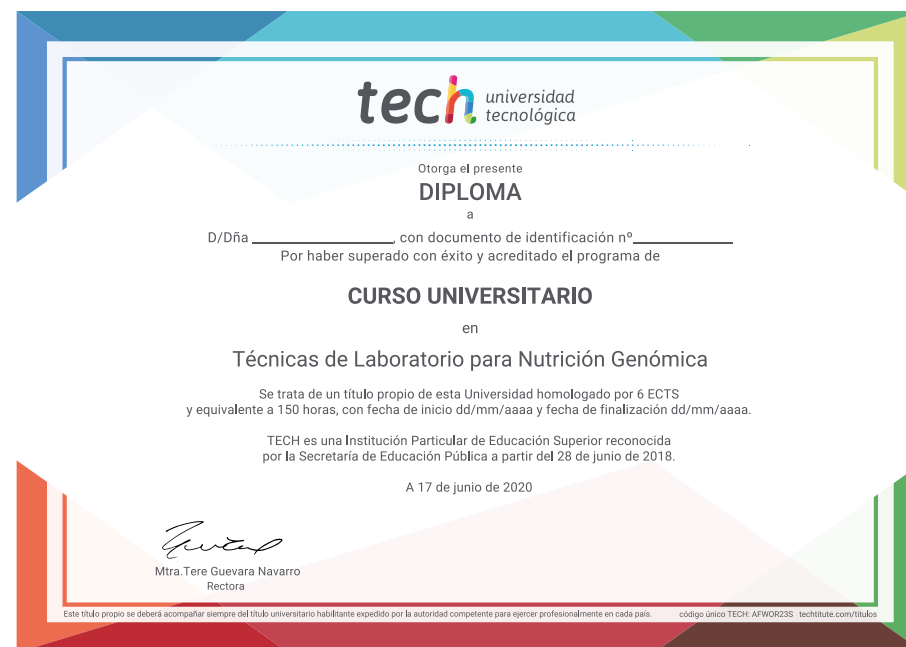 tech universidad
tecnológica
Otorga el presente
DIPLOMA
a
D/Dña ____________________, con documento de identificación nº______________
Por haber superado con éxito y acreditado el programa de
CURSO UNIVERSITARIO
en
Técnicas de Laboratorio para Nutrición Genómica
Se trata de un título propio de esta Universidad homologado por 6 ECTS
y equivalente a 150 horas, con fecha de inicio dd/mm/aaaa y fecha de finalización dd/mm/aaaa.
TECH es una Institución Particular de Educación Superior reconocida
por la Secretaría de Educación Pública a partir del 28 de junio de 2018.
A 17 de junio de 2020
Mtra.Tere Guevara Navarro
Rectora
Este título propio se deberá acompañar siempre del título universitario habilitante expedido por la autoridad competente para ejercer profesionalmente en cada país. código único TECH: AFWOR23S techtitute.com/títulos